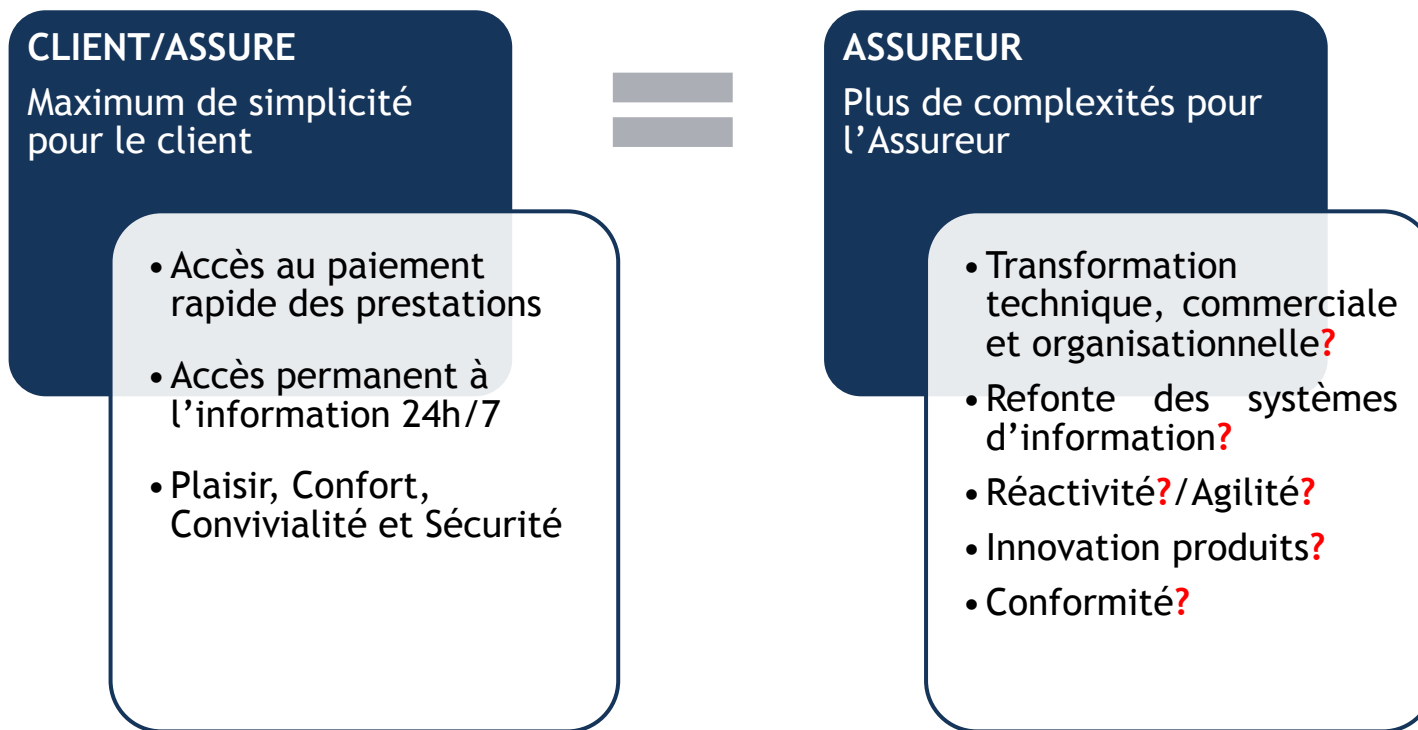 CLIENT/ASSURE
Maximum de simplicité
pour le client
• Accès au paiement
rapide des prestations
• Accès permanent à
l’information 24h/7
• Plaisir, Confort,
Convivialité et Sécurité
ASSUREUR
Plus de complexités pour
l’Assureur
• Transformation
technique, commerciale
et organisationnelle?
• Refonte des systèmes
d’information?
• Réactivité?/Agilité?
• Innovation produits?
• Conformité?